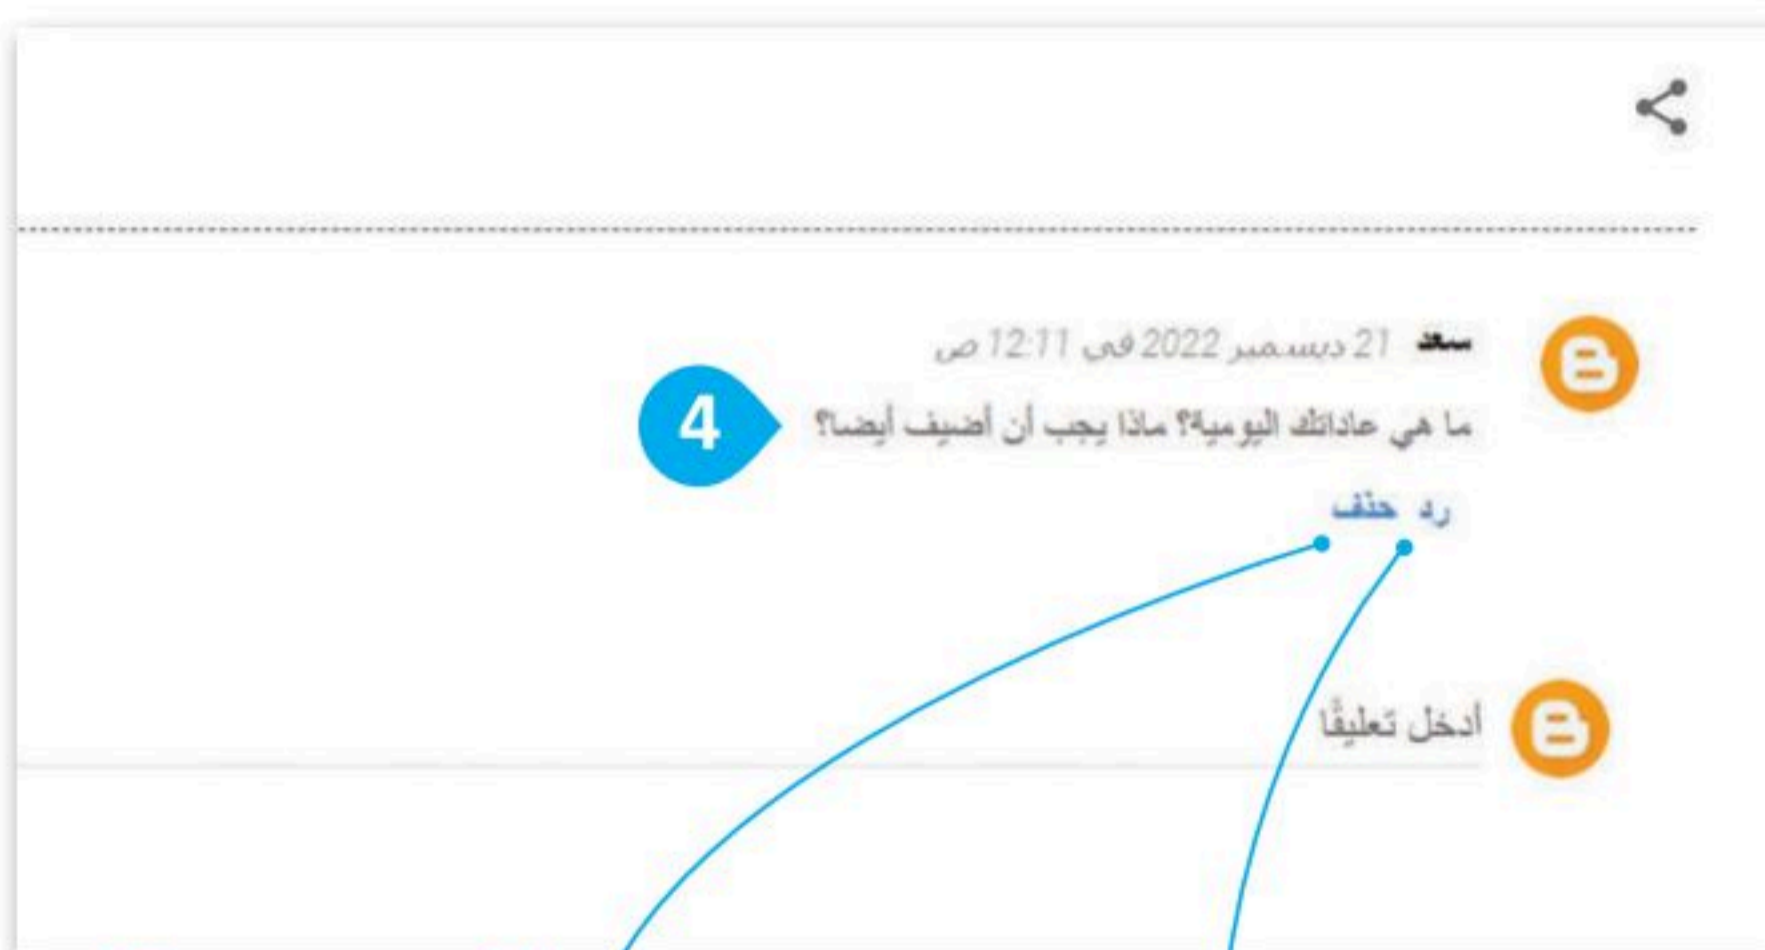 سعد 21 ديسمبر 2022 في 12:11 ص
ما هي عاداتك اليومية؟ ماذا يجب أن أضيف أيضا؟
4
رد حذف
أدخل تعليقًا